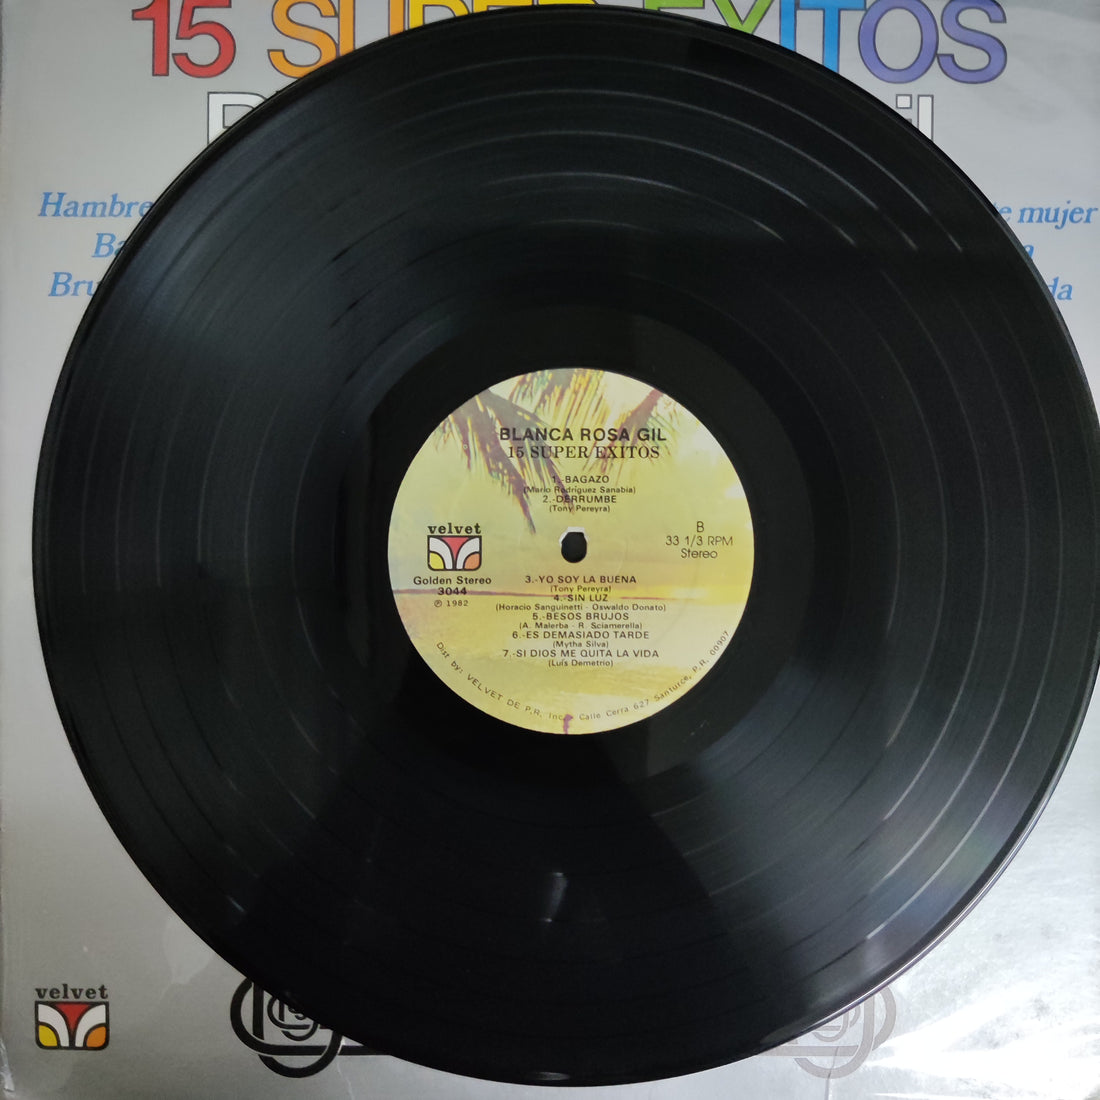 15 SUPER EXITOS
il
Hambre
te mujer
Ba
a
Bru
da
BLANCA ROSA GIL
15 SUPER EXITOS
1.-BAGAZO
(Mario Rodriguez Sanabia)
2.-DERRUMBE
(Tony Pereyra)
velvet
Golden Stereo
3044
℗ 1982
B
33 1/3 RPM
Stereo
3.-YO SOY LA BUENA
(Tony Pereyra)
4.-SIN LUZ
(Horacio Sanguinetti - Oswaldo Donato)
5.-BESOS BRUJOS
(A. Malerba - R. Sciamerella)
6.-ES DEMASIADO TARDE
(Mytha Silva)
7.-SI DIOS ME QUITA LA VIDA
(Luis Demetrio)
Dist by: VELVET DE P.R. Inc. Calle Cerra 627 Santurce, P.R. 00907
velvet